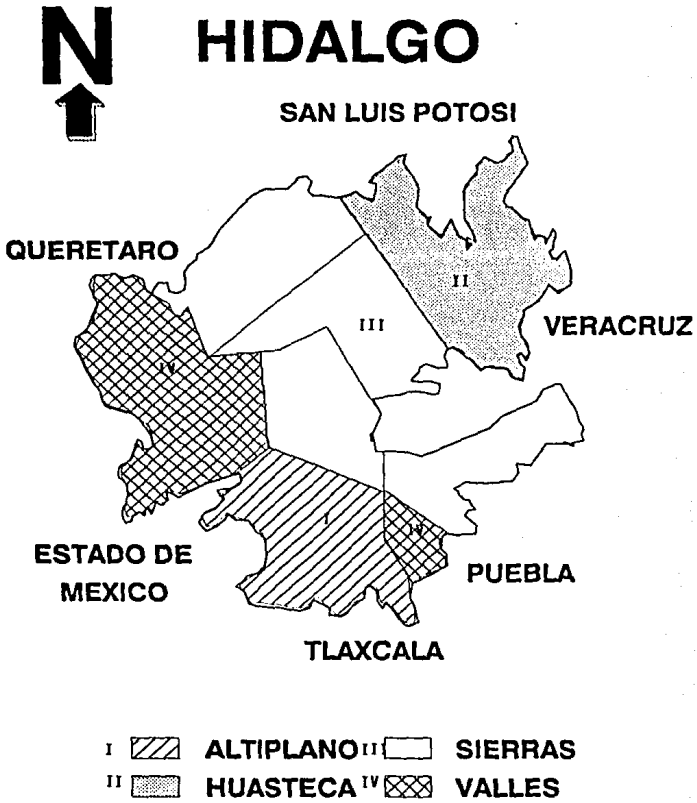 N HIDALGO
SAN LUIS POTOSI
QUERETARO
II
III
VERACRUZ
IV
I
IV
ESTADO DE
MEXICO
PUEBLA
TLAXCALA
I ALTIPLANO III SIERRAS
II HUASTECA IV VALLES